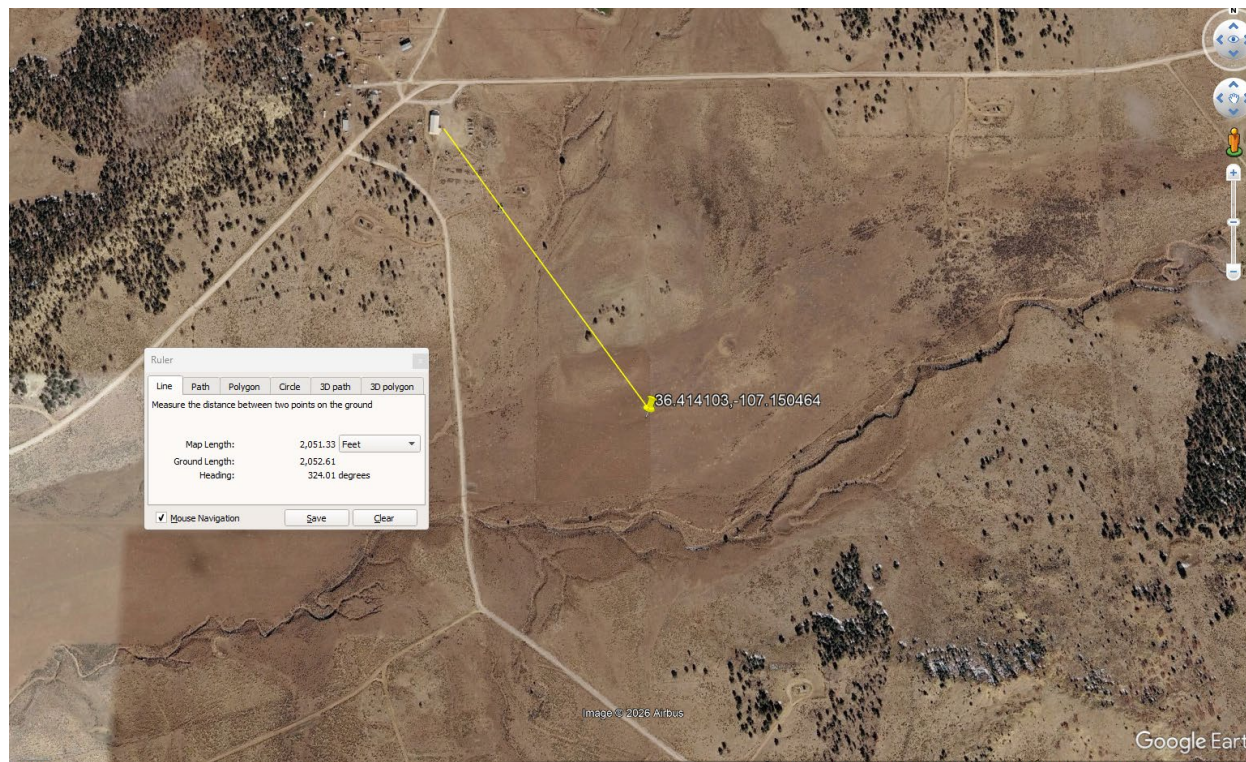 N
Ruler
Line Path Polygon Circle 3D path 3D polygon
Measure the distance between two points on the ground
Map Length: 2,051.33 Feet
Ground Length: 2,052.61
Heading: 324.01 degrees
Mouse Navigation Save Clear
36.414103,-107.150464
Image © 2026 Airbus
Google Eart